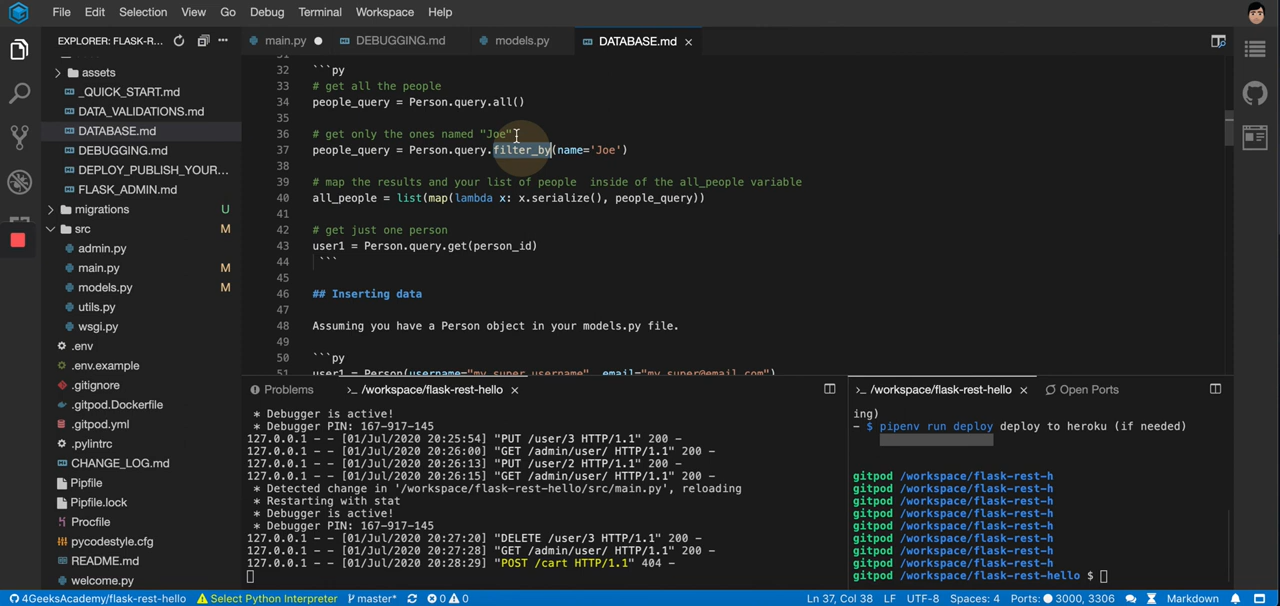 File Edit Selection View Go Debug Terminal Workspace Help
EXPLORER: FLASK-R...
main.py
DEBUGGING.md
models.py
DATABASE.md
assets
_QUICK_START.md
DATA_VALIDATIONS.md
DATABASE.md
DEBUGGING.md
DEPLOY_PUBLISH_YOUR...
FLASK_ADMIN.md
migrations U
src M
admin.py
main.py M
models.py M
utils.py
wsgi.py
.env
.env.example
.gitignore
.gitpod.Dockerfile
.gitpod.yml
.pylintrc
CHANGE_LOG.md
Pipfile
Pipfile.lock
Procfile
pycodestyle.cfg
README.md
welcome.py
31
32 ```py
33 # get all the people
34 people_query = Person.query.all()
35
36 # get only the ones named "Joe"
37 people_query = Person.query.filter_by(name='Joe')
38
39 # map the results and your list of people  inside of the all_people variable
40 all_people = list(map(lambda x: x.serialize(), people_query))
41
42 # get just one person
43 user1 = Person.query.get(person_id)
44 ```
45
46 ## Inserting data
47
48 Assuming you have a Person object in your models.py file.
49
50 ```py
51 user1 = Person(username="my_super_username", email="my_super@email.com")
Problems >_ /workspace/flask-rest-hello
* Debugger is active!
* Debugger PIN: 167-917-145
127.0.0.1 - - [01/Jul/2020 20:25:54] "PUT /user/3 HTTP/1.1" 200 -
127.0.0.1 - - [01/Jul/2020 20:26:00] "GET /admin/user/ HTTP/1.1" 200 -
127.0.0.1 - - [01/Jul/2020 20:26:13] "PUT /user/2 HTTP/1.1" 200 -
127.0.0.1 - - [01/Jul/2020 20:26:15] "GET /admin/user/ HTTP/1.1" 200 -
* Detected change in '/workspace/flask-rest-hello/src/main.py', reloading
* Restarting with stat
* Debugger is active!
* Debugger PIN: 167-917-145
127.0.0.1 - - [01/Jul/2020 20:27:20] "DELETE /user/3 HTTP/1.1" 200 -
127.0.0.1 - - [01/Jul/2020 20:27:28] "GET /admin/user/ HTTP/1.1" 200 -
127.0.0.1 - - [01/Jul/2020 20:28:29] "POST /cart HTTP/1.1" 404 -
>_ /workspace/flask-rest-hello
Open Ports
ing)
- $ pipenv run deploy deploy to heroku (if needed)
gitpod /workspace/flask-rest-h
gitpod /workspace/flask-rest-h
gitpod /workspace/flask-rest-h
gitpod /workspace/flask-rest-h
gitpod /workspace/flask-rest-h
gitpod /workspace/flask-rest-h
gitpod /workspace/flask-rest-h
gitpod /workspace/flask-rest-h
gitpod /workspace/flask-rest-hello $
4GeeksAcademy/flask-rest-hello Select Python Interpreter master* 0 0 Ln 37, Col 38 LF UTF-8 Spaces: 4 Ports: 3000, 3306 Markdown